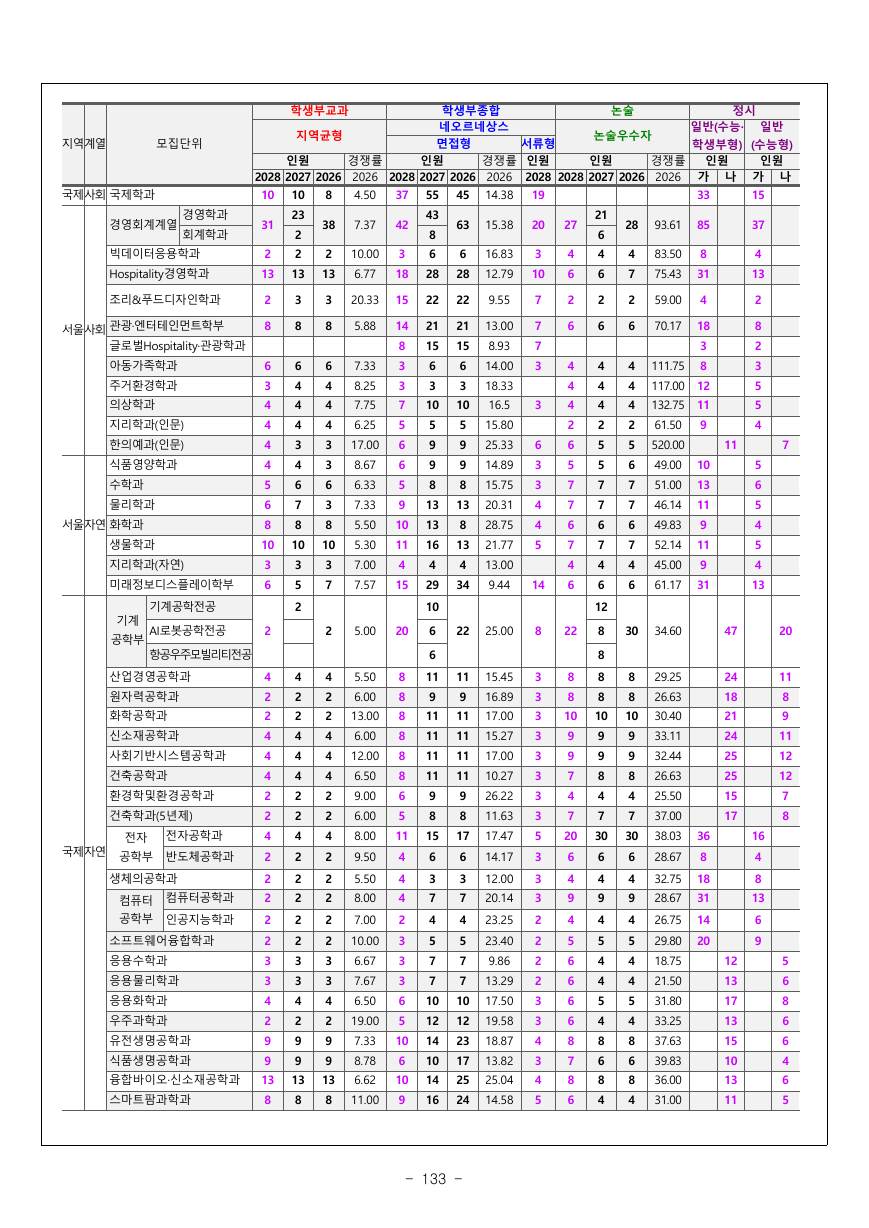 학생부교과 학생부종합 논술 정시
네오르네상스 일반(수능· 일반
지역 계열 모집단위 지역균형 논술우수자
면접형 서류형 학생부형) (수능형)
인원 경쟁률 인원 경쟁률 인원 인원 경쟁률 인원 인원
2028 2027 2026 2026 2028 2027 2026 2026 2028 2028 2027 2026 2026 가 나 가 나
국제 사회 국제학과 10 10 8 4.50 37 55 45 14.38 19 33 15
경영회계계열 경영학과 31 23 38 7.37 42 43 63 15.38 20 27 21 28 93.61 85 37
회계학과 2 8 6
빅데이터응용학과 2 2 2 10.00 3 6 6 16.83 3 4 4 4 83.50 8 4
Hospitality경영학과 13 13 13 6.77 18 28 28 12.79 10 6 6 7 75.43 31 13
조리&푸드디자인학과 2 3 3 20.33 15 22 22 9.55 7 2 2 2 59.00 4 2
서울 사회 관광·엔터테인먼트학부 8 8 8 5.88 14 21 21 13.00 7 6 6 6 70.17 18 8
글로벌Hospitality·관광학과 8 15 15 8.93 7 3 2
아동가족학과 6 6 6 7.33 3 6 6 14.00 3 4 4 4 111.75 8 3
주거환경학과 3 4 4 8.25 3 3 3 18.33 4 4 4 117.00 12 5
의상학과 4 4 4 7.75 7 10 10 16.5 3 4 4 4 132.75 11 5
지리학과(인문) 4 4 4 6.25 5 5 5 15.80 2 2 2 61.50 9 4
한의예과(인문) 4 3 3 17.00 6 9 9 25.33 6 6 5 5 520.00 11 7
식품영양학과 4 4 3 8.67 6 9 9 14.89 3 5 5 6 49.00 10 5
수학과 5 6 6 6.33 5 8 8 15.75 3 7 7 7 51.00 13 6
물리학과 6 7 3 7.33 9 13 13 20.31 4 7 7 7 46.14 11 5
서울 자연 화학과 8 8 8 5.50 10 13 8 28.75 4 6 6 6 49.83 9 4
생물학과 10 10 10 5.30 11 16 13 21.77 5 7 7 7 52.14 11 5
지리학과(자연) 3 3 3 7.00 4 4 4 13.00 4 4 4 45.00 9 4
미래정보디스플레이학부 6 5 7 7.57 15 29 34 9.44 14 6 6 6 61.17 31 13
기계공학전공 2 10 12
기계 공학부 AI로봇공학전공 2 2 5.00 20 6 22 25.00 8 22 8 30 34.60 47 20
항공우주모빌리티전공 6 8
산업경영공학과 4 4 4 5.50 8 11 11 15.45 3 8 8 8 29.25 24 11
원자력공학과 2 2 2 6.00 8 9 9 16.89 3 8 8 8 26.63 18 8
화학공학과 2 2 2 13.00 8 11 11 17.00 3 10 10 10 30.40 21 9
신소재공학과 4 4 4 6.00 8 11 11 15.27 3 9 9 9 33.11 24 11
사회기반시스템공학과 4 4 4 12.00 8 11 11 17.00 3 9 9 9 32.44 25 12
건축공학과 4 4 4 6.50 8 11 11 10.27 3 7 8 8 26.63 25 12
환경학및환경공학과 2 2 2 9.00 6 9 9 26.22 3 4 4 4 25.50 15 7
건축학과(5년제) 2 2 2 6.00 5 8 8 11.63 3 7 7 7 37.00 17 8
전자 전자공학과 4 4 4 8.00 11 15 17 17.47 5 20 30 30 38.03 36 16
국제 자연 공학부 반도체공학과 2 2 2 9.50 4 6 6 14.17 3 6 6 6 28.67 8 4
생체의공학과 2 2 2 5.50 4 3 3 12.00 3 4 4 4 32.75 18 8
컴퓨터 컴퓨터공학과 2 2 2 8.00 4 7 7 20.14 3 9 9 9 28.67 31 13
공학부 인공지능학과 2 2 2 7.00 2 4 4 23.25 2 4 4 4 26.75 14 6
소프트웨어융합학과 2 2 2 10.00 3 5 5 23.40 2 5 5 5 29.80 20 9
응용수학과 3 3 3 6.67 3 7 7 9.86 2 6 4 4 18.75 12 5
응용물리학과 3 3 3 7.67 3 7 7 13.29 2 6 4 4 21.50 13 6
응용화학과 4 4 4 6.50 6 10 10 17.50 3 6 5 5 31.80 17 8
우주과학과 2 2 2 19.00 5 12 12 19.58 3 6 4 4 33.25 13 6
유전생명공학과 9 9 9 7.33 10 14 23 18.87 4 8 8 8 37.63 15 6
식품생명공학과 9 9 9 8.78 6 10 17 13.82 3 7 6 6 39.83 10 4
융합바이오·신소재공학과 13 13 13 6.62 10 14 25 25.04 4 8 8 8 36.00 13 6
스마트팜과학과 8 8 8 11.00 9 16 24 14.58 5 6 4 4 31.00 11 5
- 133 -